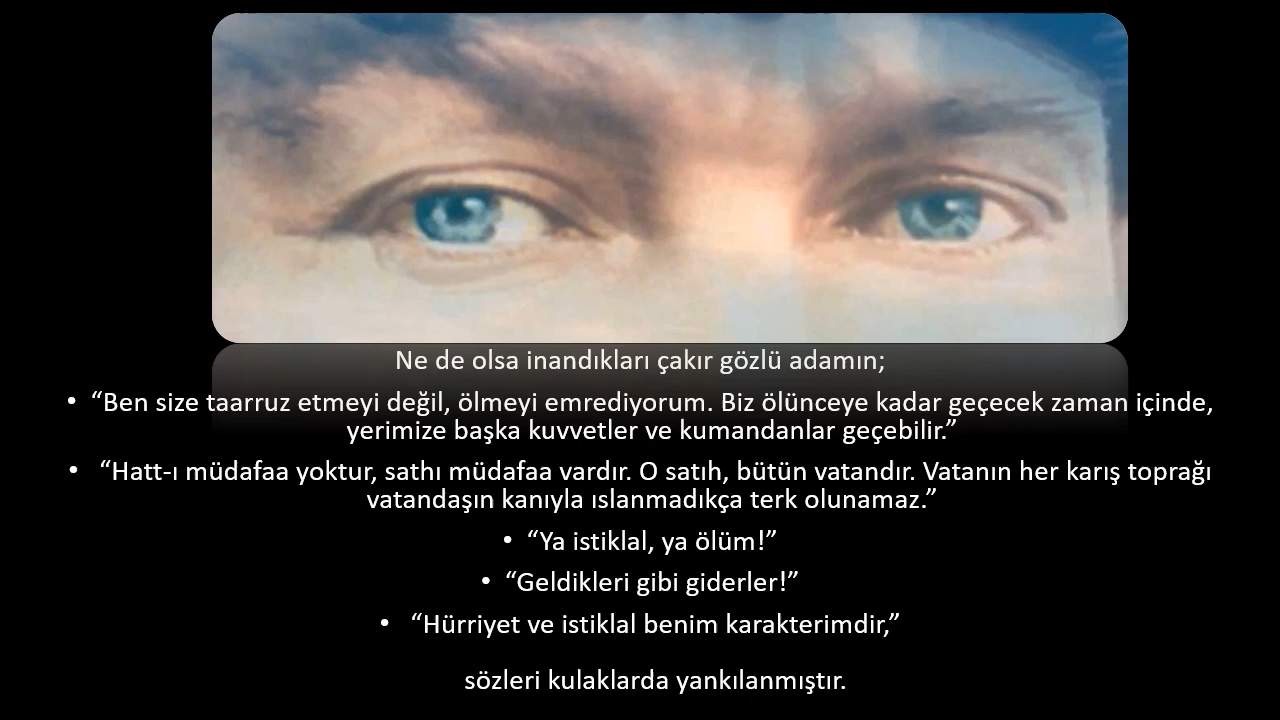 Ne de olsa inandıkları çakır gözlü adamın;
• “Ben size taarruz etmeyi değil, ölmeyi emrediyorum. Biz ölünceye kadar geçecek zaman içinde,
yerimize başka kuvvetler ve kumandanlar geçebilir.”
• “Hatt-ı müdafaa yoktur, sathı müdafaa vardır. O satıh, bütün vatandır. Vatanın her karış toprağı
vatandaşın kanıyla ıslanmadıkça terk olunamaz.”
• “Ya istiklal, ya ölüm!”
• “Geldikleri gibi giderler!”
• “Hürriyet ve istiklal benim karakterimdir,”
sözleri kulaklarda yankılanmıştır.